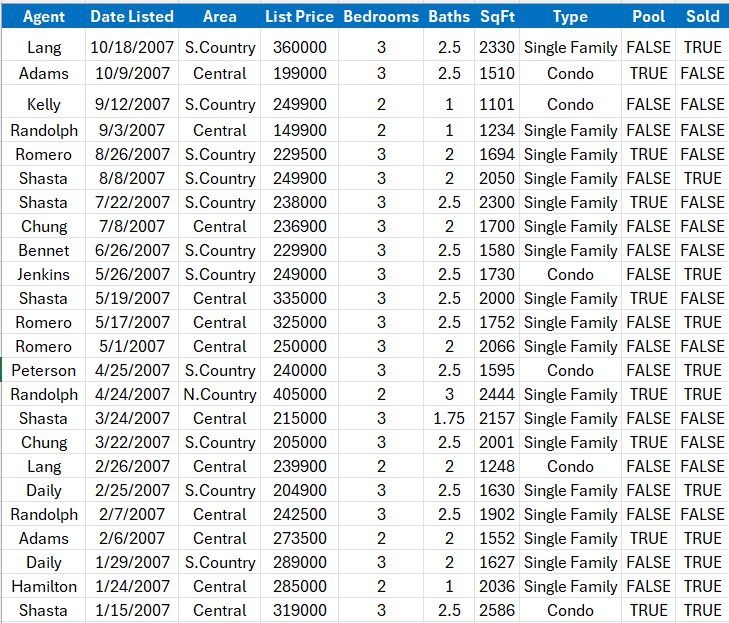 Agent Date Listed Area List Price Bedrooms Baths SqFt Type Pool Sold
Lang 10/18/2007 S.Country 360000 3 2.5 2330 Single Family FALSE TRUE
Adams 10/9/2007 Central 199000 3 2.5 1510 Condo TRUE FALSE
Kelly 9/12/2007 S.Country 249900 2 1 1101 Condo FALSE FALSE
Randolph 9/3/2007 Central 149900 2 1 1234 Single Family FALSE FALSE
Romero 8/26/2007 S.Country 229500 3 2 1694 Single Family TRUE FALSE
Shasta 8/8/2007 S.Country 249900 3 2 2050 Single Family FALSE TRUE
Shasta 7/22/2007 S.Country 238000 3 2.5 2300 Single Family TRUE FALSE
Chung 7/8/2007 Central 236900 3 2 1700 Single Family FALSE FALSE
Bennet 6/26/2007 S.Country 229900 3 2.5 1580 Single Family FALSE FALSE
Jenkins 5/26/2007 S.Country 249000 3 2.5 1730 Condo FALSE TRUE
Shasta 5/19/2007 Central 335000 3 2.5 2000 Single Family TRUE FALSE
Romero 5/17/2007 Central 325000 3 2.5 1752 Single Family FALSE TRUE
Romero 5/1/2007 Central 250000 3 2 2066 Single Family FALSE FALSE
Peterson 4/25/2007 S.Country 240000 3 2.5 1595 Condo FALSE TRUE
Randolph 4/24/2007 N.Country 405000 2 3 2444 Single Family TRUE TRUE
Shasta 3/24/2007 Central 215000 3 1.75 2157 Single Family FALSE FALSE
Chung 3/22/2007 S.Country 205000 3 2.5 2001 Single Family TRUE FALSE
Lang 2/26/2007 Central 239900 2 2 1248 Condo FALSE FALSE
Daily 2/25/2007 S.Country 204900 3 2.5 1630 Single Family FALSE TRUE
Randolph 2/7/2007 Central 242500 3 2.5 1902 Single Family FALSE FALSE
Adams 2/6/2007 Central 273500 2 2 1552 Single Family TRUE TRUE
Daily 1/29/2007 S.Country 289000 3 2 1627 Single Family FALSE TRUE
Hamilton 1/24/2007 Central 285000 2 1 2036 Single Family FALSE TRUE
Shasta 1/15/2007 Central 319000 3 2.5 2586 Condo TRUE TRUE